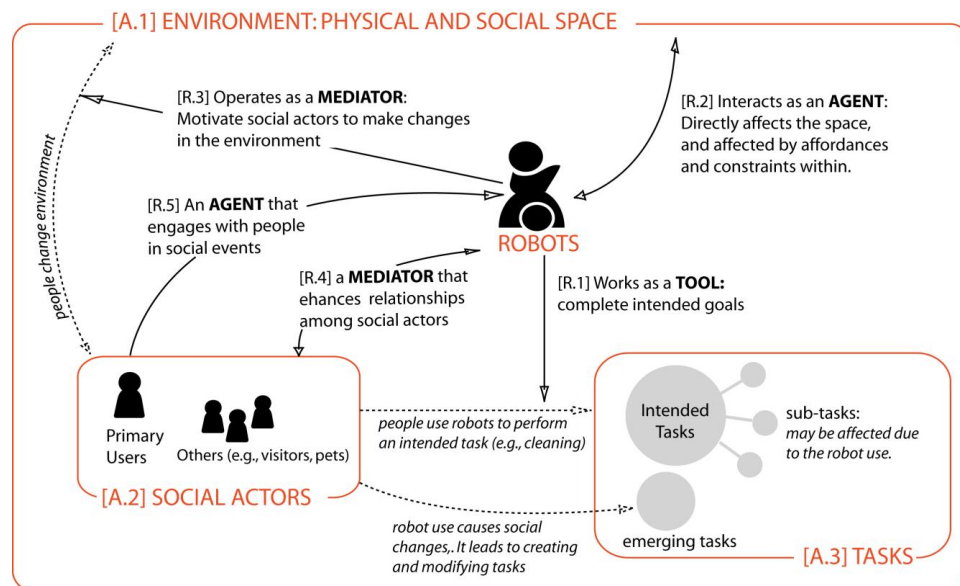 [A.1] ENVIRONMENT: PHYSICAL AND SOCIAL SPACE
[R.3] Operates as a MEDIATOR:
Motivate social actors to make changes
in the environment
[R.2] Interacts as an AGENT:
Directly affects the space,
and affected by affordances
and constraints within.
people change environment
[R.5] An AGENT that
engages with people
in social events
ROBOTS
[R.4] a MEDIATOR that
ehances relationships
among social actors
[R.1] Works as a TOOL:
complete intended goals
Primary
Users
Others (e.g., visitors, pets)
[A.2] SOCIAL ACTORS
people use robots to perform
an intended task (e.g., cleaning)
Intended
Tasks
sub-tasks:
may be affected due
to the robot use.
robot use causes social
changes,. It leads to creating
and modifying tasks
emerging tasks
[A.3] TASKS